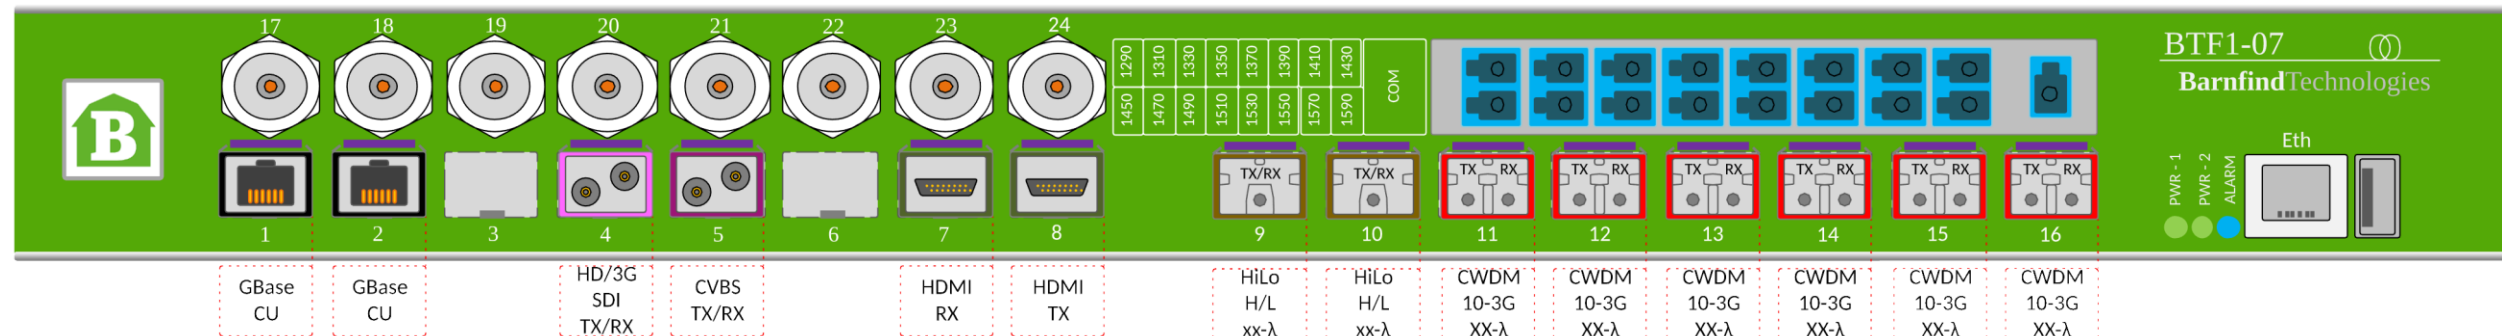 17 18 19 20 21 22 23 24
1290 1310 1330 1350 1370 1390 1410 1430
COM
1450 1470 1490 1510 1530 1550 1570 1590
BTF1-07
BarnfindTechnologies
B
Eth
TX/RX TX/RX TX RX TX RX TX RX TX RX TX RX TX RX
PWR - 1
PWR - 2
ALARM
1 2 3 4 5 6 7 8 9 10 11 12 13 14 15 16
GBase
CU
GBase
CU
HD/3G
SDI
TX/RX
CVBS
TX/RX
HDMI
RX
HDMI
TX
HiLo
H/L
xx-λ
HiLo
H/L
xx-λ
CWDM
10-3G
XX-λ
CWDM
10-3G
XX-λ
CWDM
10-3G
XX-λ
CWDM
10-3G
XX-λ
CWDM
10-3G
XX-λ
CWDM
10-3G
XX-λ